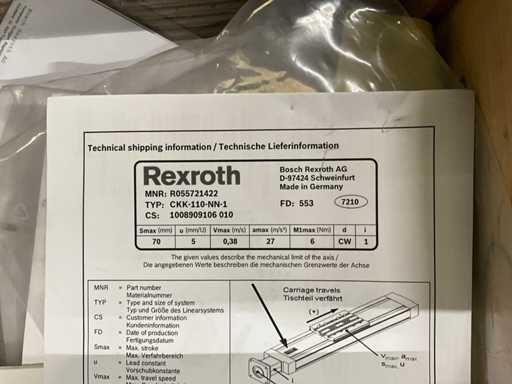 Technical shipping information / Technische Lieferinformation
Rexroth
Bosch Rexroth AG
D-97424 Schweinfurt
Made in Germany
MNR: R055721422
TYP: CKK-110-NN-1
FD: 553
7210
CS: 1008909106 010
Smax (mm) u (mm/U) Vmax (m/s) amax (m/s²) M1max (Nm) d i
70 5 0,38 27 6 CW 1
The given values describe the mechanical limit of the axis /
Die angegebenen Werte beschreiben die mechanischen Grenzwerte der Achse
MNR = Part number
Materialnummer
TYP = Type and size of system
Typ und Größe des Linearsystems
CS = Customer information
Kundeninformation
FD = Date of production
Fertigungsdatum
Smax = Max. stroke
Max. Verfahrbereich
u = Lead constant
Vorschubkonstante
Vmax = Max. travel speed
Carriage travels
Tischteil verfährt
(+)
Vmax, amax
Smax, u